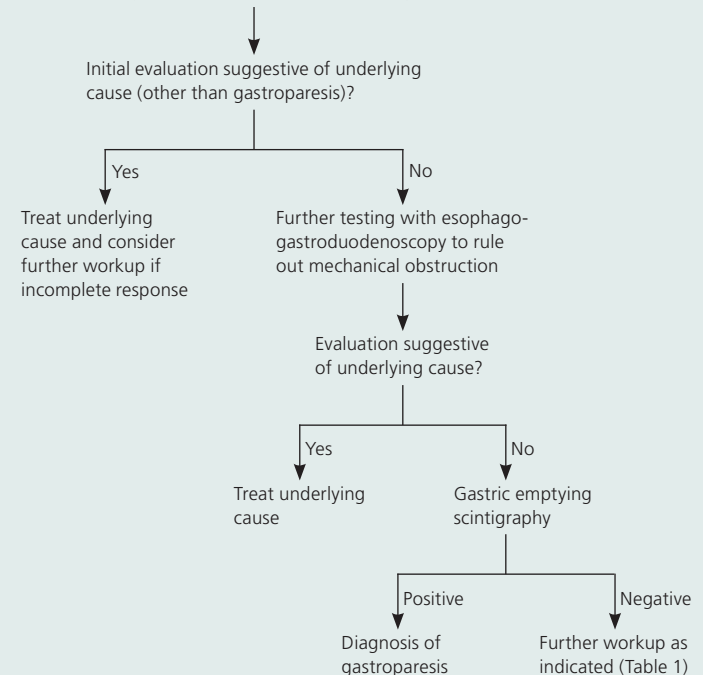 Initial evaluation suggestive of underlying
cause (other than gastroparesis)?
Yes
No
Treat underlying
cause and consider
further workup if
incomplete response
Further testing with esophago-
gastroduodenoscopy to rule
out mechanical obstruction
Evaluation suggestive
of underlying cause?
Yes
No
Treat underlying
cause
Gastric emptying
scintigraphy
Positive
Negative
Diagnosis of
gastroparesis
Further workup as
indicated (Table 1)